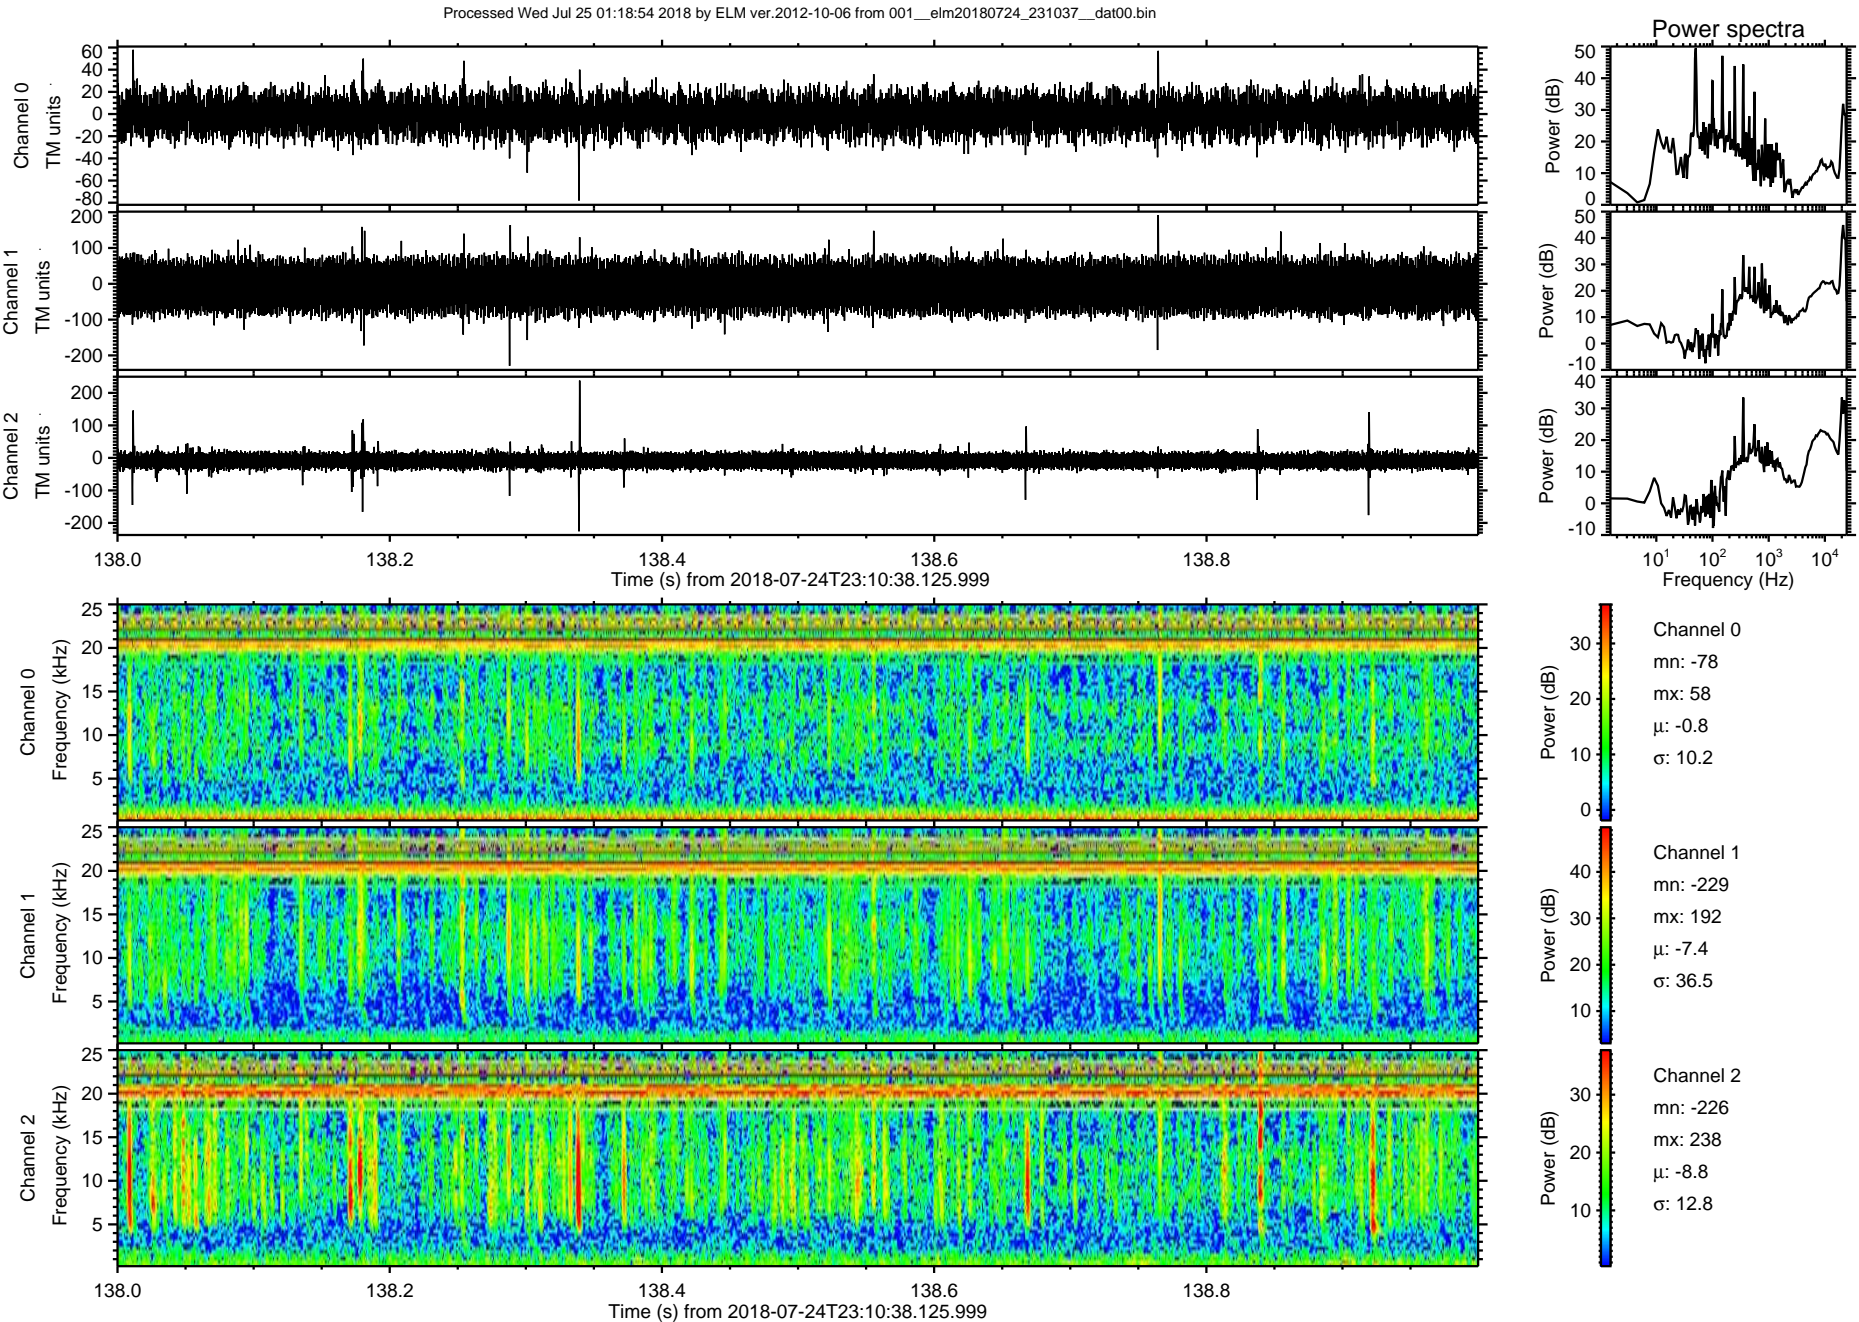 Processed Wed Jul 25 01:18:54 2018 by ELM ver.2012-10-06 from 001__elm20180724_231037__dat00.bin
Power spectra
Channel 0
TM units
60
40
20
0
-20
-40
-60
-80
Power (dB)
50
40
30
20
10
0
Channel 1
TM units
200
100
0
-100
-200
Power (dB)
50
40
30
20
10
0
-10
Channel 2
TM units
200
100
0
-100
-200
Power (dB)
40
30
20
10
0
-10
138.0 138.2 138.4 138.6 138.8
Time (s) from 2018-07-24T23:10:38.125.999
10¹ 10² 10³ 10⁴
Frequency (Hz)
Channel 0
Frequency (kHz)
25
20
15
10
5
Power (dB)
30
20
10
0
Channel 0
mn: -78
mx: 58
μ: -0.8
σ: 10.2
Channel 1
Frequency (kHz)
25
20
15
10
5
Power (dB)
40
30
20
10
Channel 1
mn: -229
mx: 192
μ: -7.4
σ: 36.5
Channel 2
Frequency (kHz)
25
20
15
10
5
Power (dB)
30
20
10
Channel 2
mn: -226
mx: 238
μ: -8.8
σ: 12.8
138.0 138.2 138.4 138.6 138.8
Time (s) from 2018-07-24T23:10:38.125.999